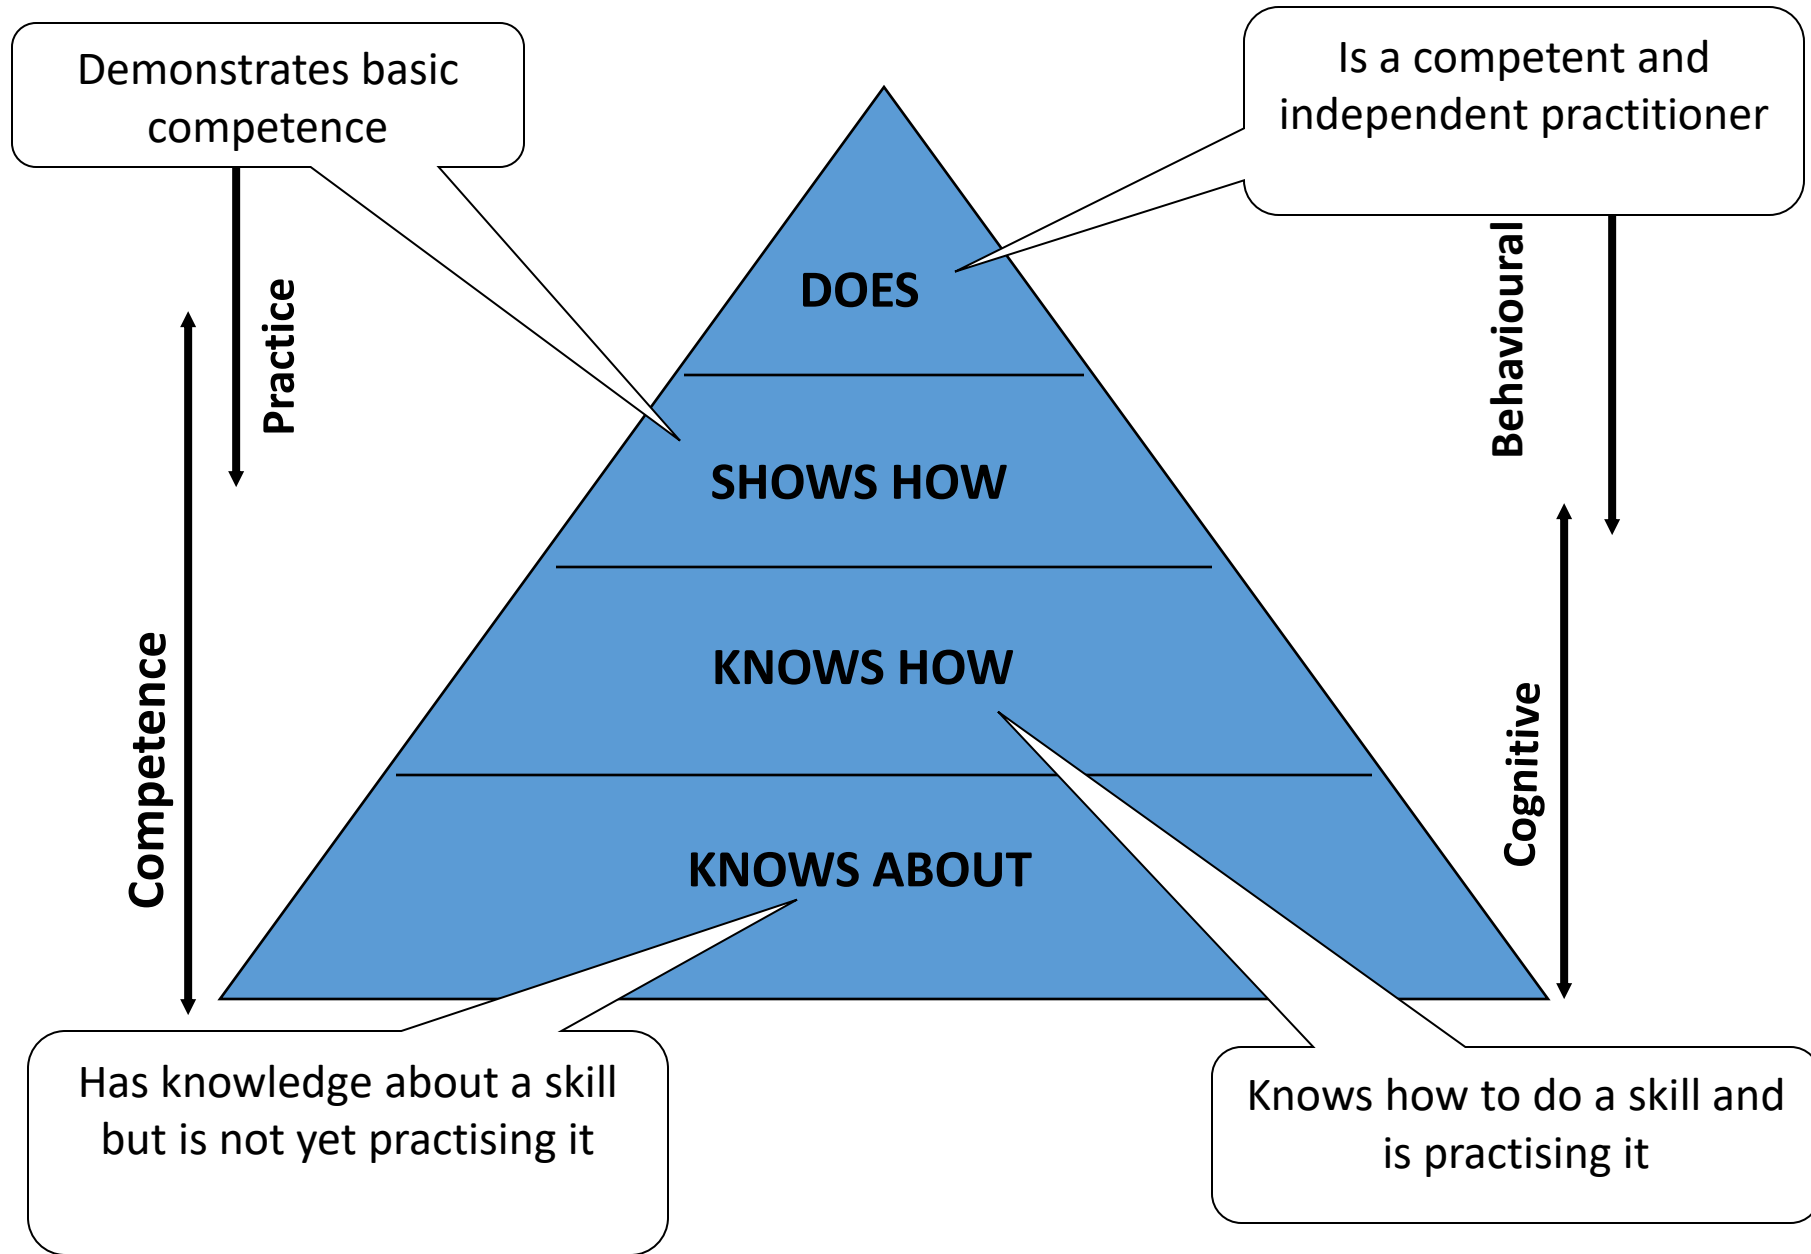 Demonstrates basic
competence
Is a competent and
independent practitioner
Practice
Behavioural
DOES
SHOWS HOW
Competence
KNOWS HOW
Cognitive
KNOWS ABOUT
Has knowledge about a skill
but is not yet practising it
Knows how to do a skill and
is practising it